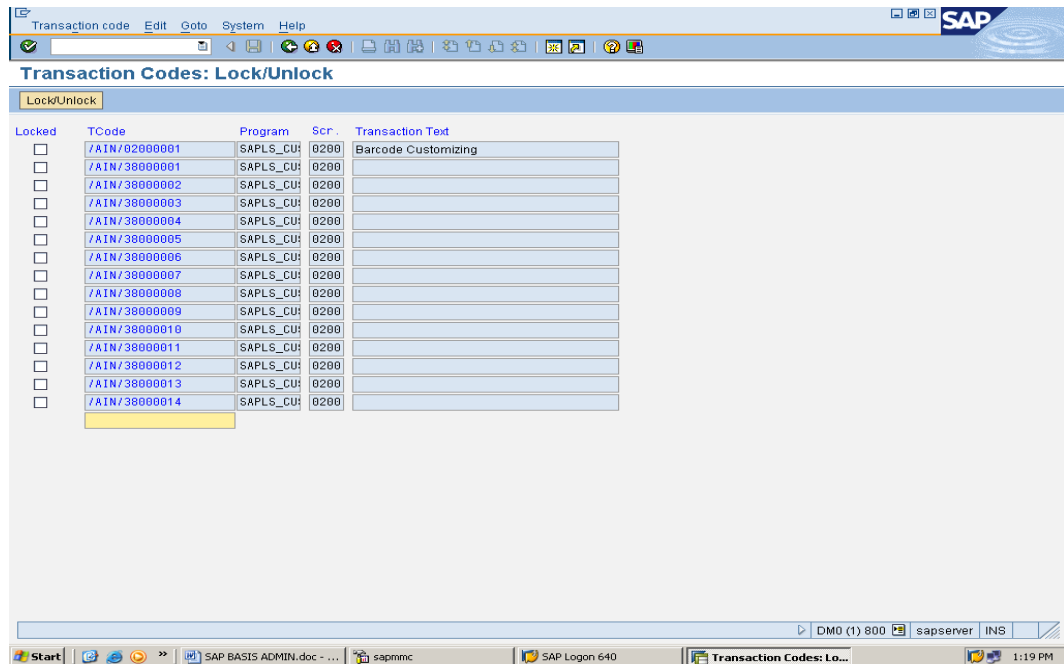 Transaction code Edit Goto System Help
SAP
Transaction Codes: Lock/Unlock
Lock/Unlock
Locked TCode Program Scr. Transaction Text
/AIN/02000001 SAPLS_CUS 0200 Barcode Customizing
/AIN/38000001 SAPLS_CUS 0200
/AIN/38000002 SAPLS_CUS 0200
/AIN/38000003 SAPLS_CUS 0200
/AIN/38000004 SAPLS_CUS 0200
/AIN/38000005 SAPLS_CUS 0200
/AIN/38000006 SAPLS_CUS 0200
/AIN/38000007 SAPLS_CUS 0200
/AIN/38000008 SAPLS_CUS 0200
/AIN/38000009 SAPLS_CUS 0200
/AIN/38000010 SAPLS_CUS 0200
/AIN/38000011 SAPLS_CUS 0200
/AIN/38000012 SAPLS_CUS 0200
/AIN/38000013 SAPLS_CUS 0200
/AIN/38000014 SAPLS_CUS 0200
DM0 (1) 800 sapserver INS
Start » SAP BASIS ADMIN.doc - ... sapmmc SAP Logon 640 Transaction Codes: Lo... 1:19 PM